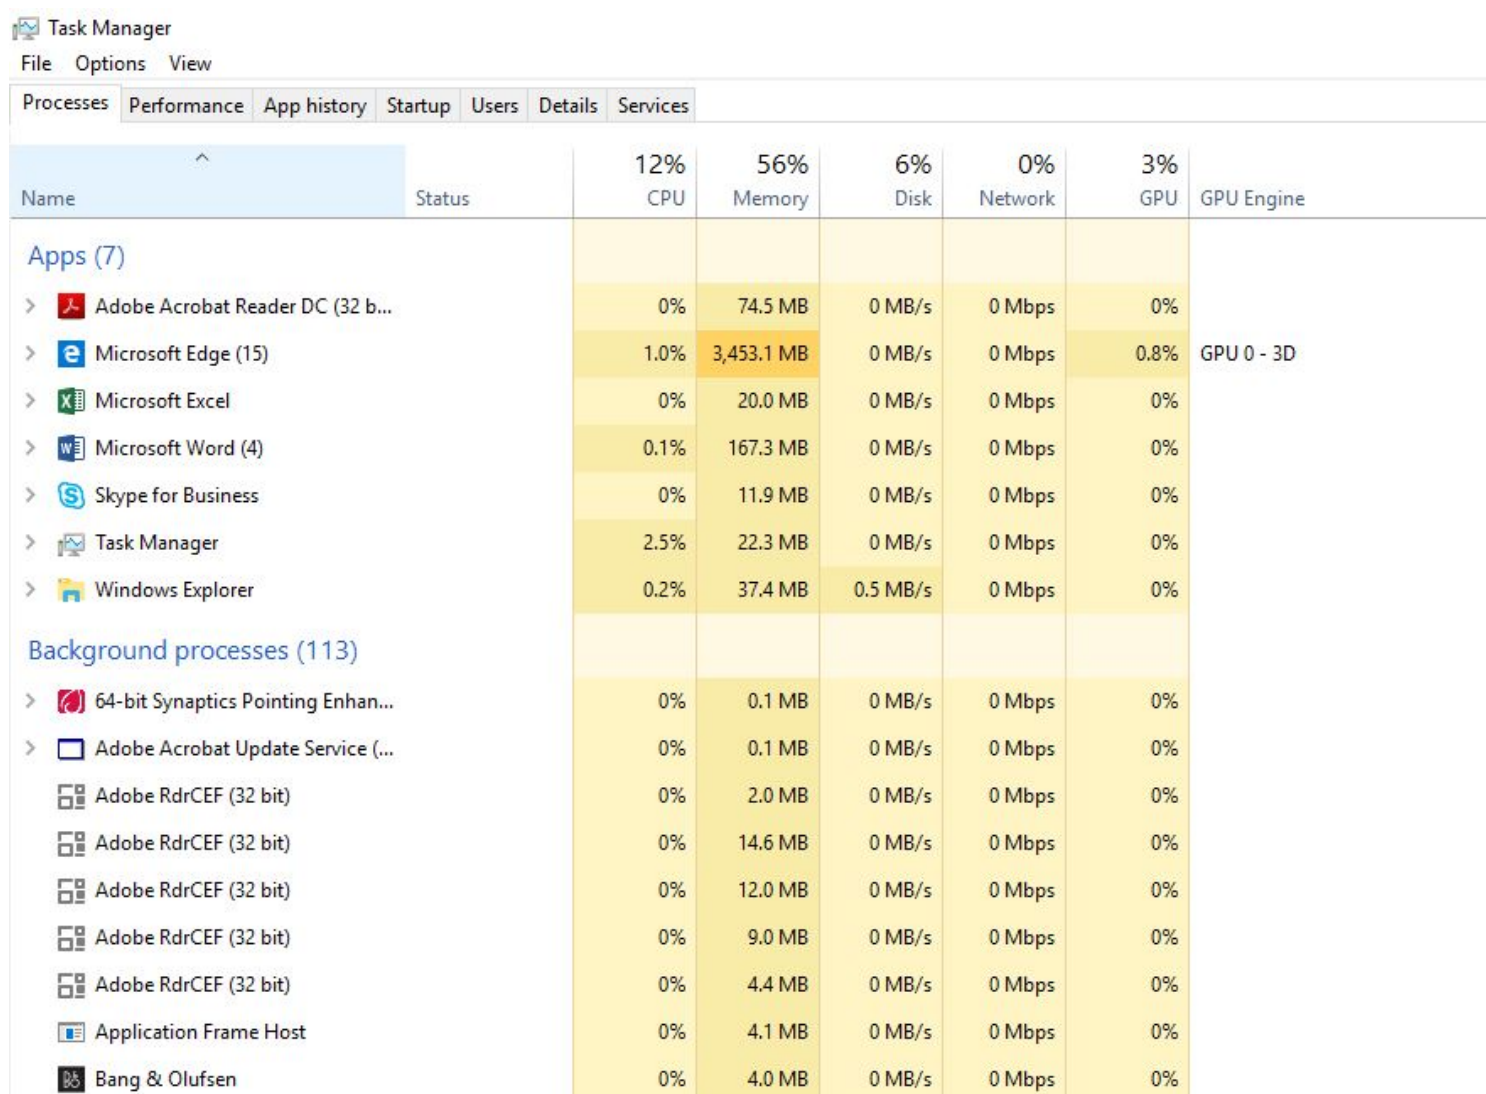 Task Manager
File Options View
Processes Performance App history Startup Users Details Services
12% 56% 6% 0% 3%
Name Status CPU Memory Disk Network GPU GPU Engine
Apps (7)
Adobe Acrobat Reader DC (32 b... 0% 74.5 MB 0 MB/s 0 Mbps 0%
Microsoft Edge (15) 1.0% 3,453.1 MB 0 MB/s 0 Mbps 0.8% GPU 0 - 3D
Microsoft Excel 0% 20.0 MB 0 MB/s 0 Mbps 0%
Microsoft Word (4) 0.1% 167.3 MB 0 MB/s 0 Mbps 0%
Skype for Business 0% 11.9 MB 0 MB/s 0 Mbps 0%
Task Manager 2.5% 22.3 MB 0 MB/s 0 Mbps 0%
Windows Explorer 0.2% 37.4 MB 0.5 MB/s 0 Mbps 0%
Background processes (113)
64-bit Synaptics Pointing Enhan... 0% 0.1 MB 0 MB/s 0 Mbps 0%
Adobe Acrobat Update Service (... 0% 0.1 MB 0 MB/s 0 Mbps 0%
Adobe RdrCEF (32 bit) 0% 2.0 MB 0 MB/s 0 Mbps 0%
Adobe RdrCEF (32 bit) 0% 14.6 MB 0 MB/s 0 Mbps 0%
Adobe RdrCEF (32 bit) 0% 12.0 MB 0 MB/s 0 Mbps 0%
Adobe RdrCEF (32 bit) 0% 9.0 MB 0 MB/s 0 Mbps 0%
Adobe RdrCEF (32 bit) 0% 4.4 MB 0 MB/s 0 Mbps 0%
Application Frame Host 0% 4.1 MB 0 MB/s 0 Mbps 0%
Bang & Olufsen 0% 4.0 MB 0 MB/s 0 Mbps 0%